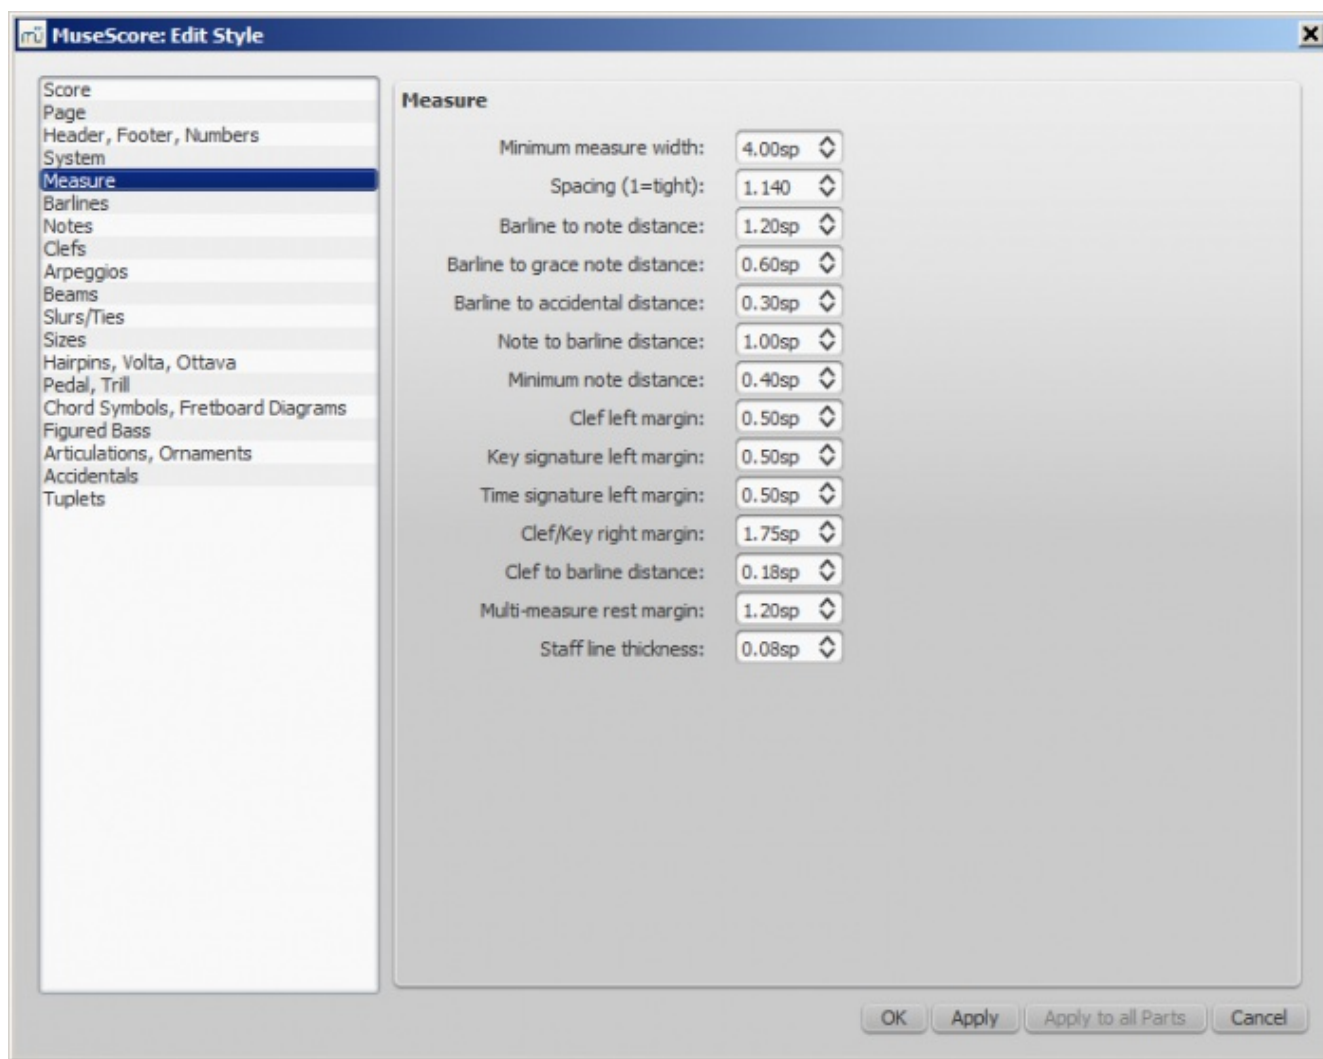 MuseScore: Edit Style
Score
Page
Header, Footer, Numbers
System
Measure
Barlines
Notes
Clefs
Arpeggios
Beams
Slurs/Ties
Sizes
Hairpins, Volta, Ottava
Pedal, Trill
Chord Symbols, Fretboard Diagrams
Figured Bass
Articulations, Ornaments
Accidentals
Tuplets
Measure
Minimum measure width: 4.00sp
Spacing (1=tight): 1.140
Barline to note distance: 1.20sp
Barline to grace note distance: 0.60sp
Barline to accidental distance: 0.30sp
Note to barline distance: 1.00sp
Minimum note distance: 0.40sp
Clef left margin: 0.50sp
Key signature left margin: 0.50sp
Time signature left margin: 0.50sp
Clef/Key right margin: 1.75sp
Clef to barline distance: 0.18sp
Multi-measure rest margin: 1.20sp
Staff line thickness: 0.08sp
OK Apply Apply to all Parts Cancel